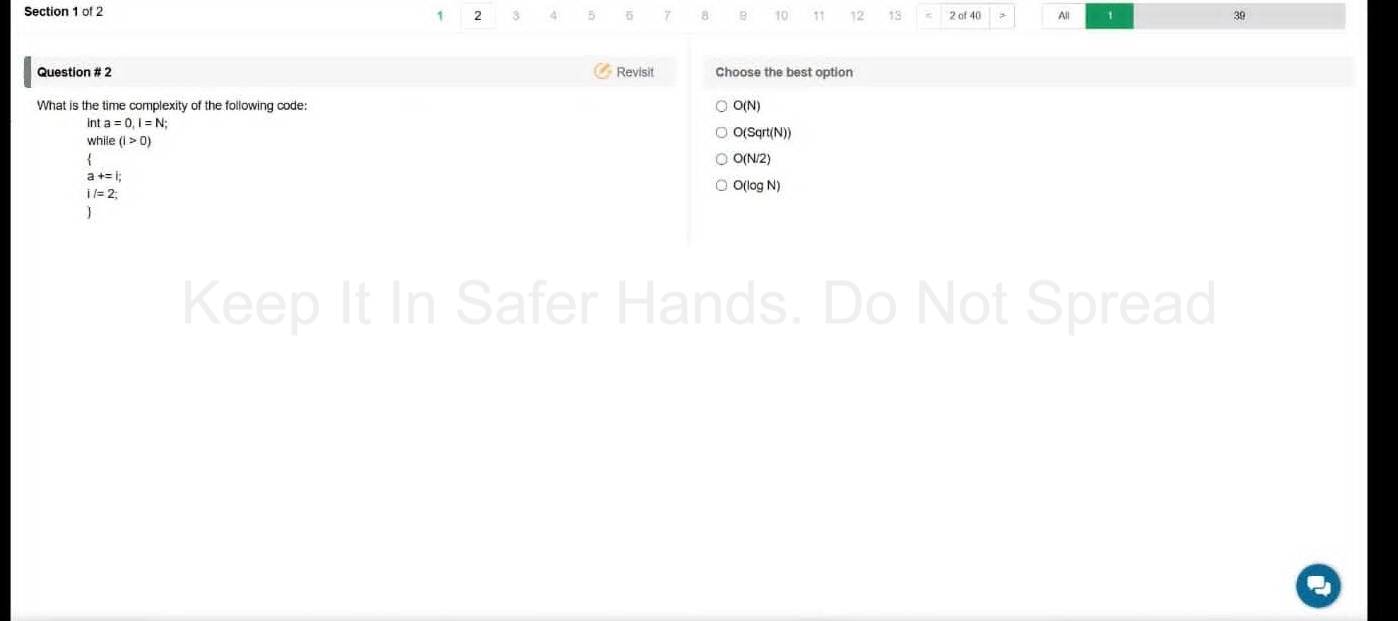 Section 1 of 2
1 2 3 4 5 6 7 8 9 10 11 12 13 < 2 of 40 > All 1 39
Question # 2
Revisit
What is the time complexity of the following code:
int a = 0, i = N;
while (i > 0)
{
a += i;
i /= 2;
}
Choose the best option
O(N)
O(Sqrt(N))
O(N/2)
O(log N)
Keep It In Safer Hands. Do Not Spread